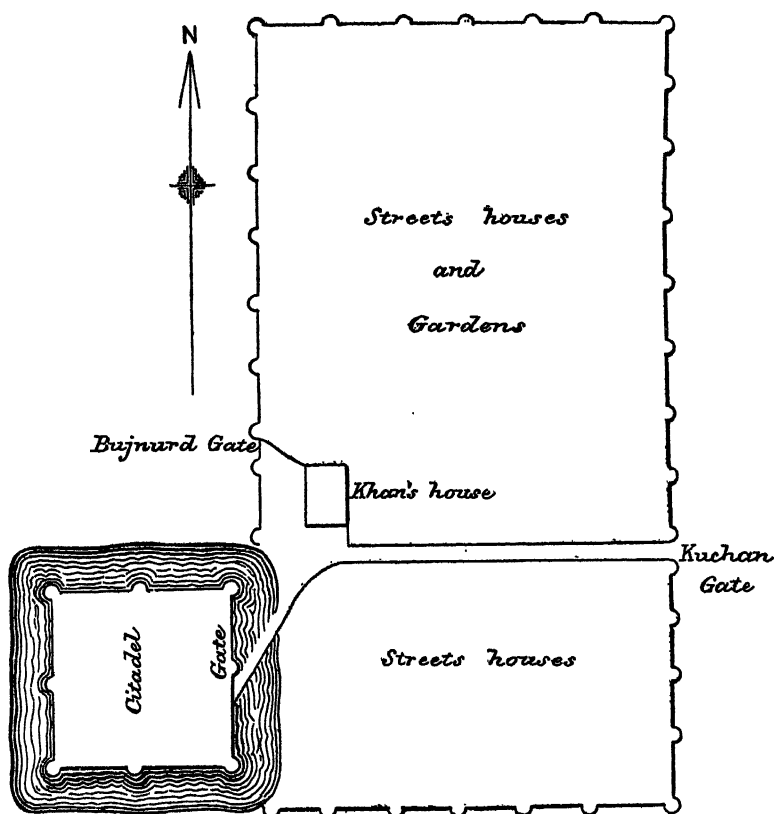 N
Streets houses
and
Gardens
Bujnurd Gate
Khan's house
Kuchan
Gate
Citadel
Gate
Streets houses